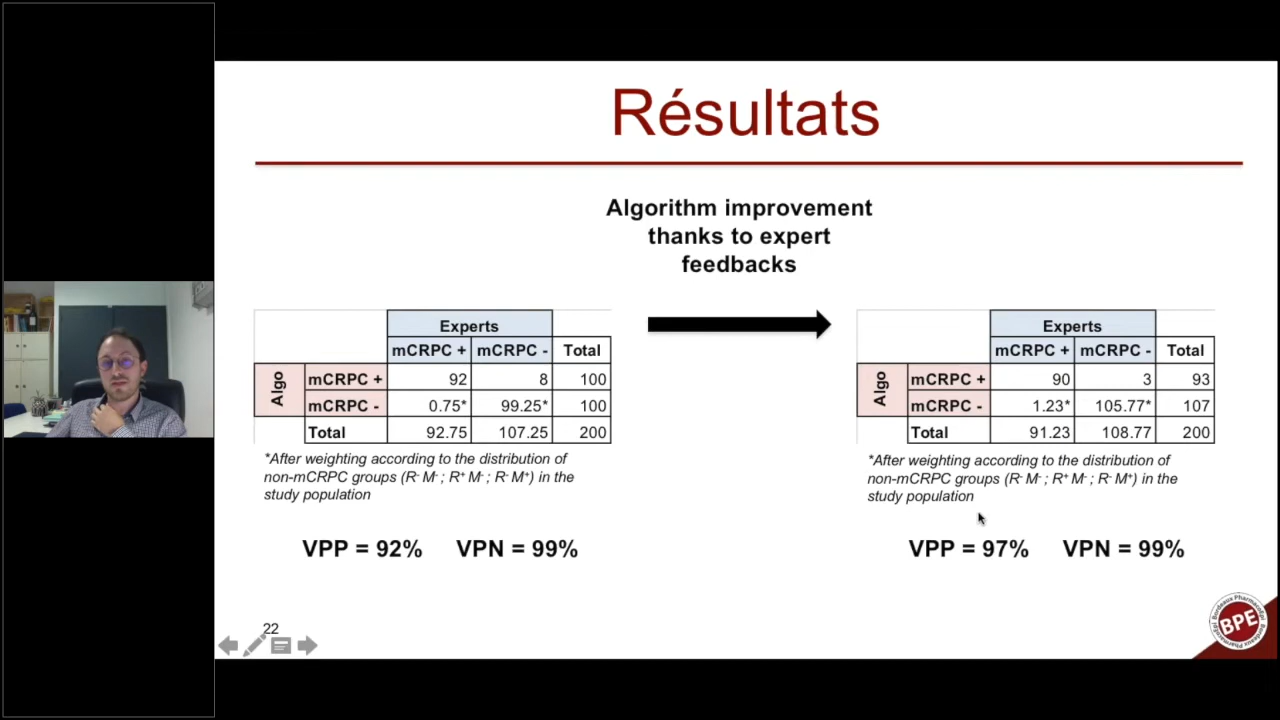 Résultats
Algorithm improvement
thanks to expert
feedbacks
Experts
mCRPC + mCRPC - Total
Algo
mCRPC + 92 8 100
mCRPC - 0.75* 99.25* 100
Total 92.75 107.25 200
*After weighting according to the distribution of
non-mCRPC groups (R- M- ; R+ M- ; R- M+) in the
study population
VPP = 92% VPN = 99%
Experts
mCRPC + mCRPC - Total
Algo
mCRPC + 90 3 93
mCRPC - 1.23* 105.77* 107
Total 91.23 108.77 200
*After weighting according to the distribution of
non-mCRPC groups (R- M- ; R+ M- ; R- M+) in the
study population
VPP = 97% VPN = 99%
22
Bordeaux PharmacoEpi
BPE
Bordeaux PharmacoEpi